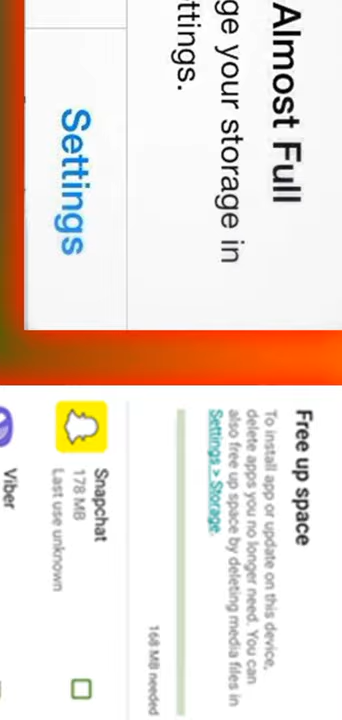 Almost Full
ge your storage in
ttings.
Settings
Free up space
To install app or update on this device,
delete apps you no longer need. You can
also free up space by deleting media files in
Settings > Storage.
168 MB needed
Snapchat
178 MB
Last use unknown
Viber